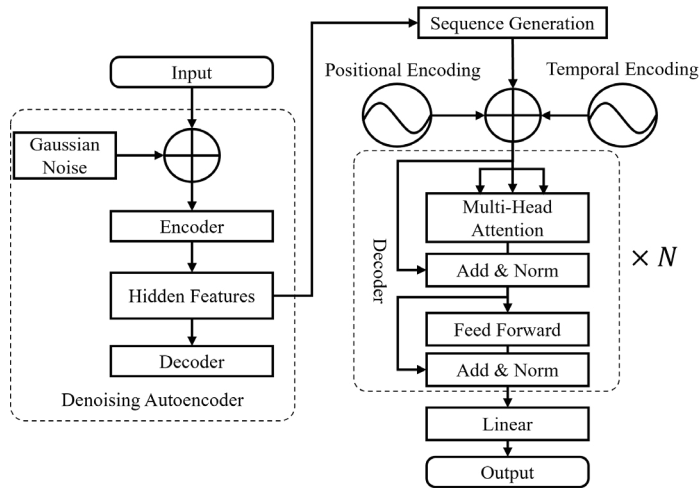 Input
Gaussian
Noise
Encoder
Hidden Features
Decoder
Denoising Autoencoder
Sequence Generation
Positional Encoding
Temporal Encoding
Multi-Head
Attention
Add & Norm
Feed Forward
Add & Norm
Decoder
× N
Linear
Output